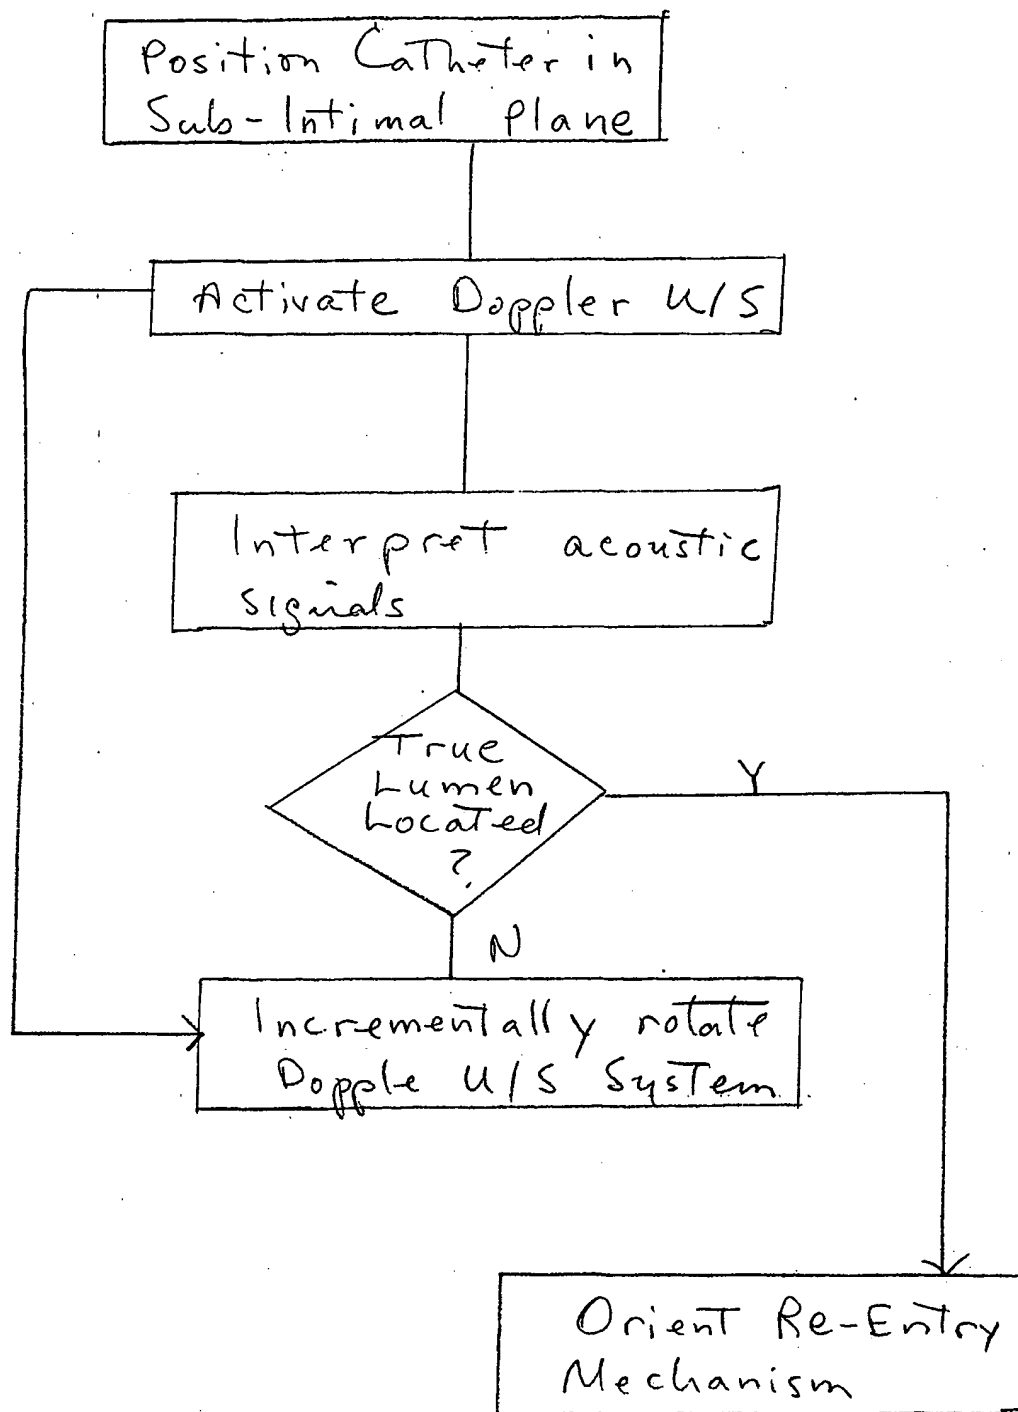 Position Catheter in
Sub-Intimal Plane
Activate Doppler U/S
Interpret acoustic
signals
True
Lumen
Located
?
Y
N
Incrementally rotate
Dopple U/S System
Orient Re-Entry
Mechanism